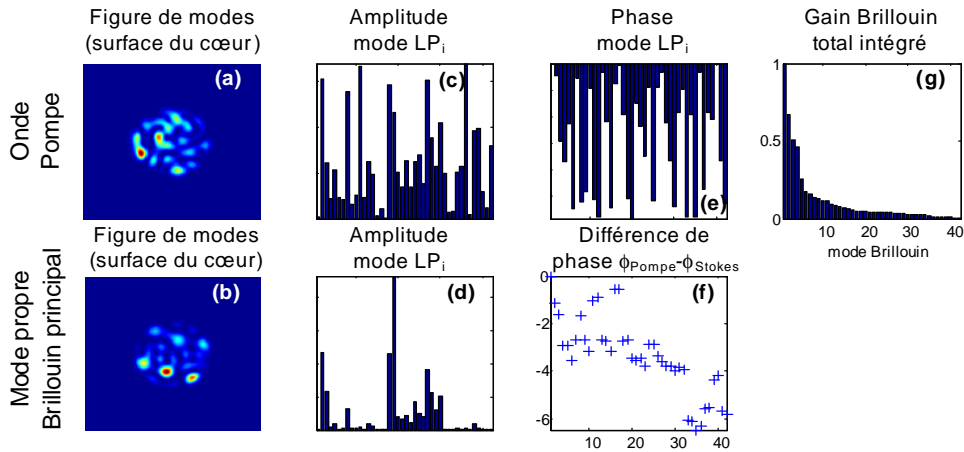 Figure de modes
(surface du cœur)
Amplitude
mode LPi
Phase
mode LPi
Gain Brillouin
total intégré
Onde
Pompe
(a)
(c)
(e)
(g)
1
0.5
0
10
20
30
40
mode Brillouin
Figure de modes
(surface du cœur)
Amplitude
mode LPi
Différence de
phase ϕPompe-ϕStokes
Mode propre
Brillouin principal
(b)
(d)
(f)
0
-2
-4
-6
10
20
30
40